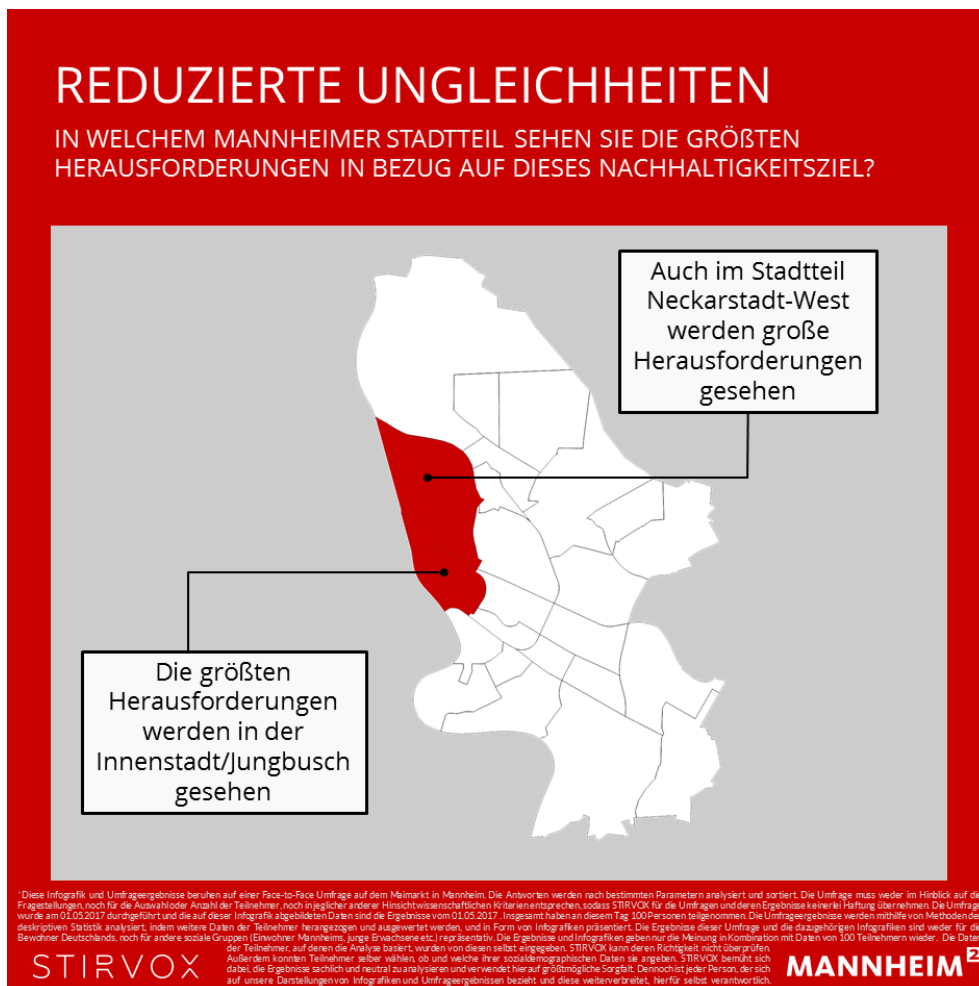 REDUZIERTE UNGLEICHHEITEN
IN WELCHEM MANNHEIMER STADTTEIL SEHEN SIE DIE GRÖßTEN
HERAUSFORDERUNGEN IN BEZUG AUF DIESES NACHHALTIGKEITSZIEL?
Auch im Stadtteil
Neckarstadt-West
werden große
Herausforderungen
gesehen
Die größten
Herausforderungen
werden in der
Innenstadt/Jungbusch
gesehen
*Diese Infografik und Umfrageergebnisse beruhen auf einer Face-to-Face Umfrage auf dem Maimarkt in Mannheim. Die Antworten werden nach bestimmten Parametern analysiert und sortiert. Die Umfrage muss weder im Hinblick auf die
Fragestellungen, noch für die Auswahl oder Anzahl der Teilnehmer, noch in jeglicher anderer Hinsicht wissenschaftlichen Kriterien entsprechen, sodass STIRVOX für die Umfragen und deren Ergebnisse keinerlei Haftung übernehmen. Die Umfrage
wurde am 01.05.2017 durchgeführt und die auf dieser Infografik abgebildeten Daten sind die Ergebnisse vom 01.05.2017. Insgesamt haben an diesem Tag 100 Personen teilgenommen. Die Umfrageergebnisse werden mithilfe von Methoden der
deskriptiven Statistik analysiert, indem weitere Daten der Teilnehmer herangezogen und ausgewertet werden, und in Form von Infografiken präsentiert. Die Ergebnisse dieser Umfrage und die dazugehörigen Infografiken sind weder für die
Bewohner Deutschlands, noch für andere soziale Gruppen (Einwohner Mannheims, junge Erwachsene etc.) repräsentativ. Die Ergebnisse und Infografiken geben nur die Meinung in Kombination mit Daten von 100 Teilnehmern wieder. Die Daten
der Teilnehmer, auf denen die Analyse basiert, wurden von diesen selbst eingegeben. STIRVOX kann deren Richtigkeit nicht überprüfen.
Außerdem konnten Teilnehmer selber wählen, ob und welche ihrer sozialdemographischen Daten sie angeben. STIRVOX bemüht sich
dabei, die Ergebnisse sachlich und neutral zu analysieren und verwendet hierauf größtmögliche Sorgfalt. Dennoch ist jeder Person, der sich
auf unsere Darstellungen von Infografiken und Umfrageergebnissen bezieht und diese weiterverbreitet, hierfür selbst verantwortlich.
STIRVOX
MANNHEIM²